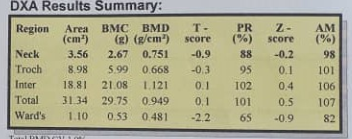 DXA Results Summary:
Region Area (cm²) BMC (g) BMD (g/cm²) T - score PR (%) Z - score AM (%)
Neck 3.56 2.67 0.751 -0.9 88 -0.2 98
Troch 8.98 5.99 0.668 -0.3 95 0.1 101
Inter 18.81 21.08 1.121 0.1 102 0.4 106
Total 31.34 29.75 0.949 0.1 101 0.5 107
Ward's 1.10 0.53 0.481 -2.2 65 -0.9 82